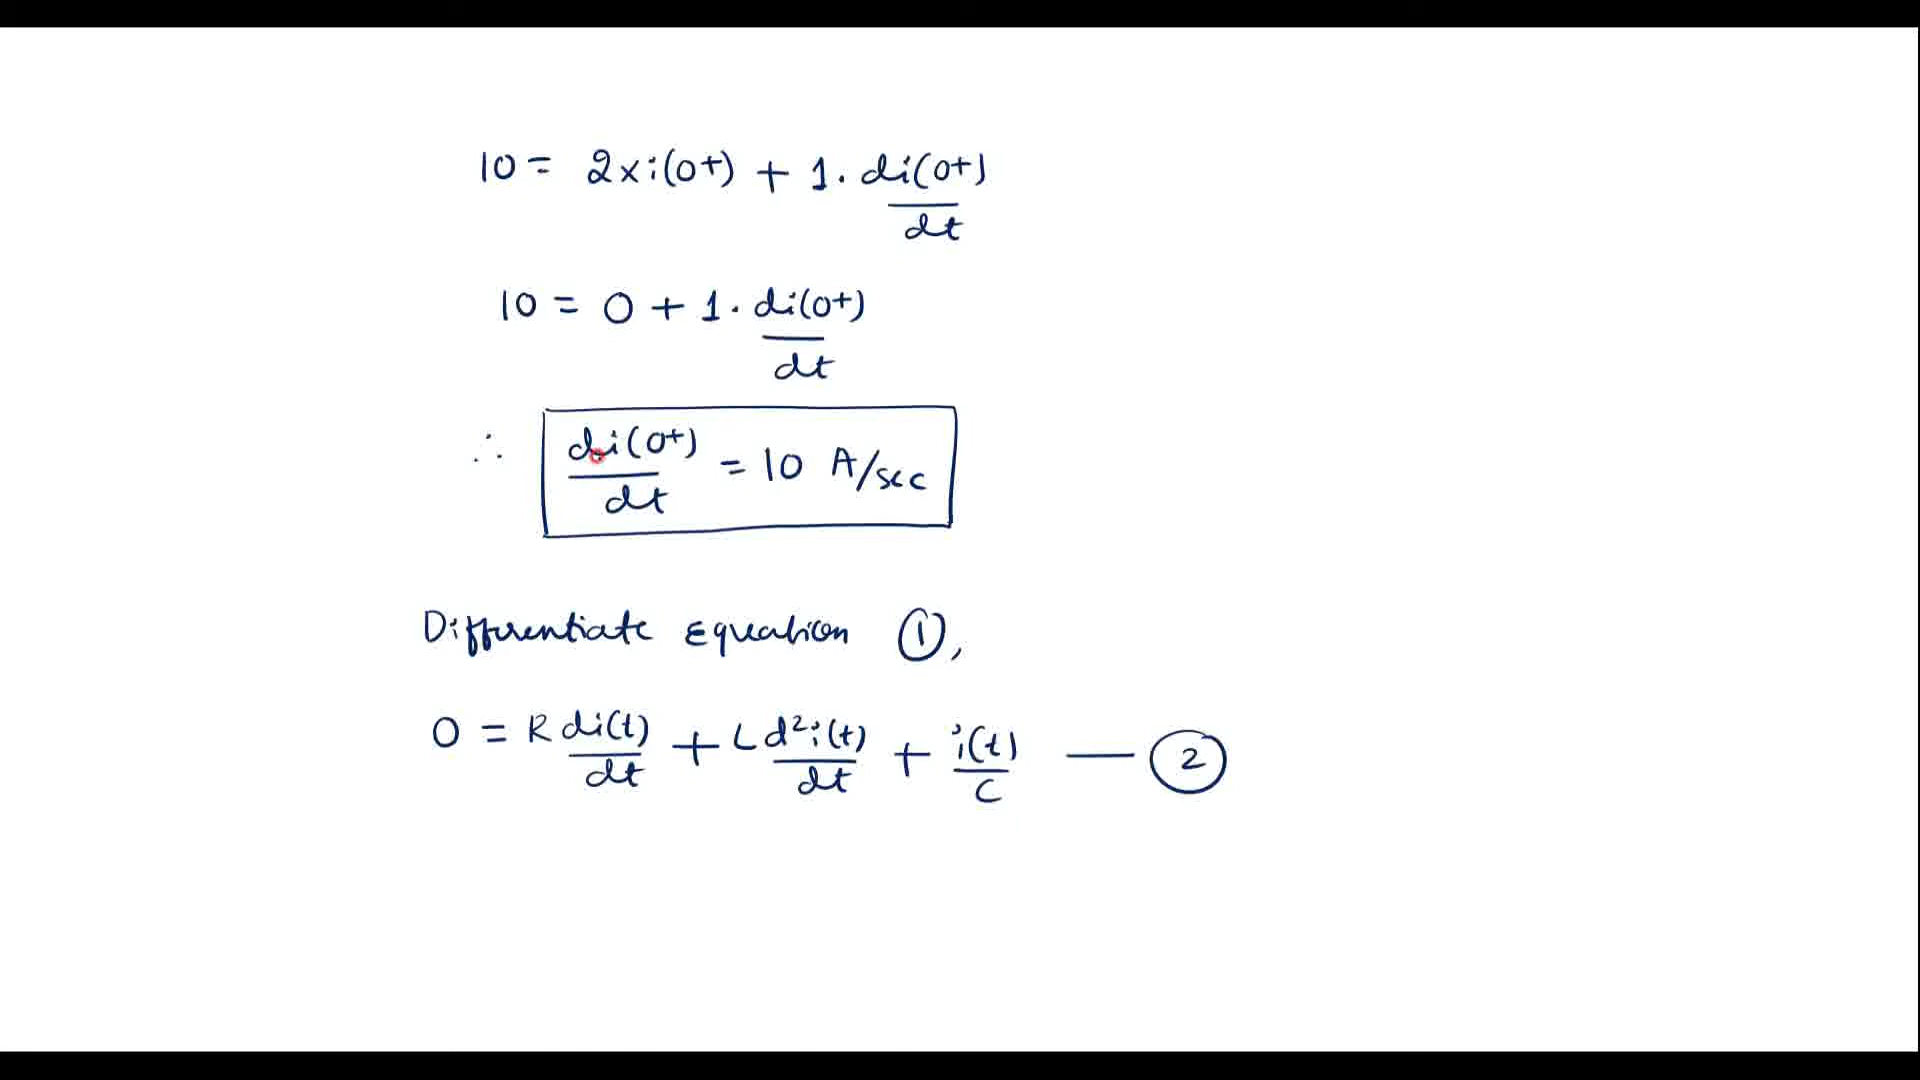 10 = 2xi(0+) + 1. di(0+)/dt
10 = 0 + 1. di(0+)/dt
∴ di(0+)/dt = 10 A/sec
Differentiate Equation ①,
0 = R di(t)/dt + L d²i(t)/dt + i(t)/C — ②